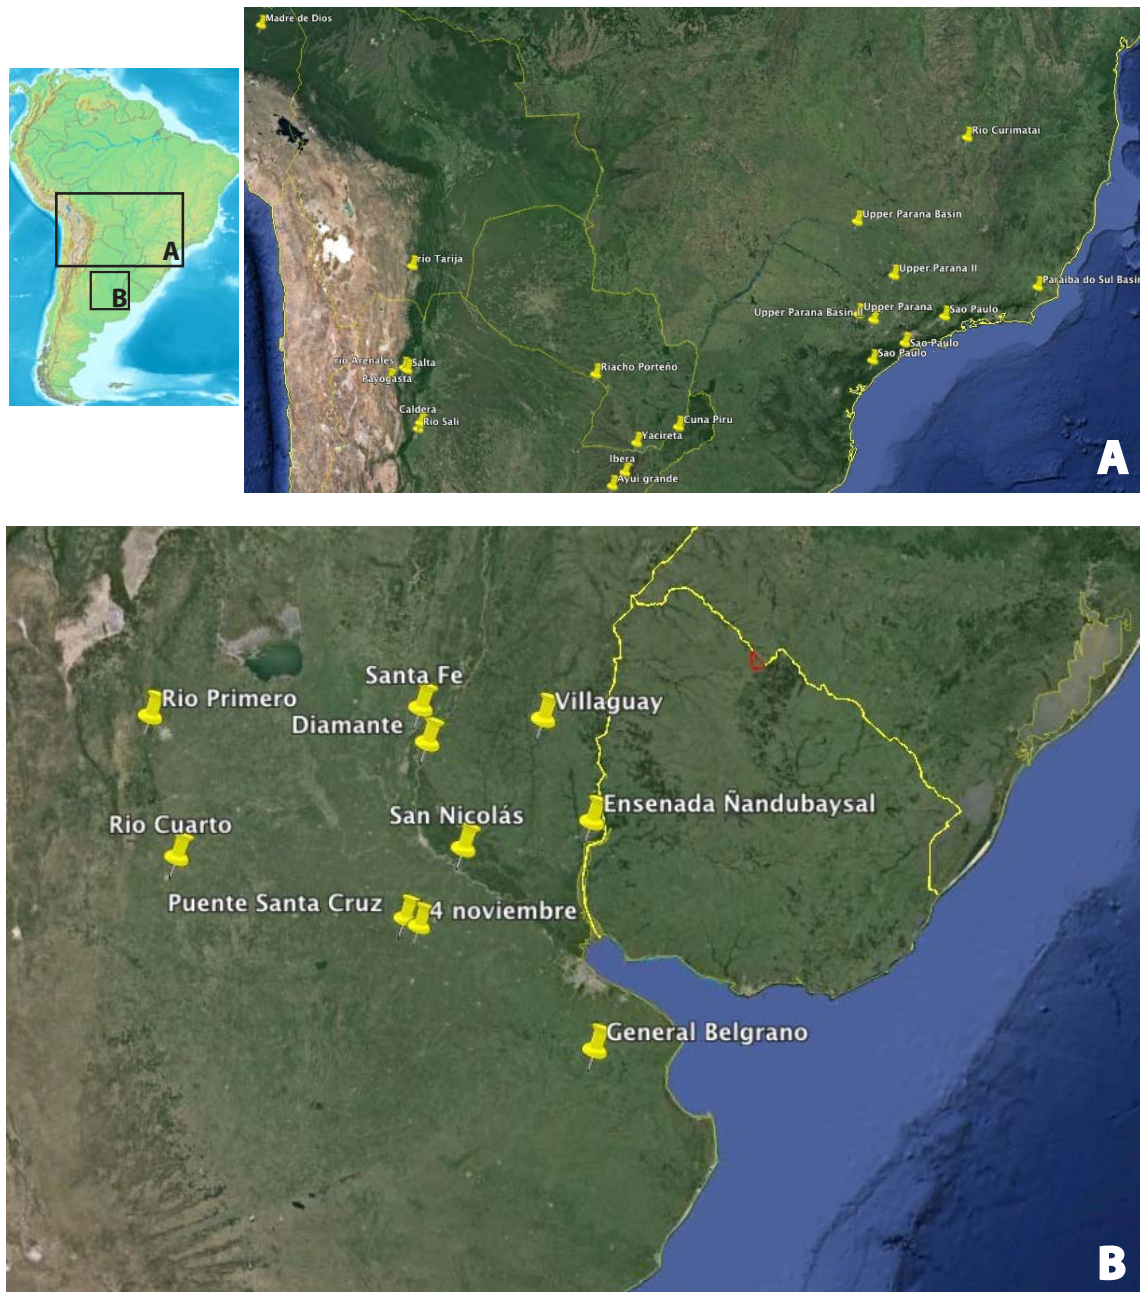 A
B
Madre de Dios
Rio Curimatai
Upper Parana Basin
rio Tarija
Upper Parana II
Paraiba do Sul Basin
Upper Parana Basin II
Upper Parana
Sao Paulo
Sao Paulo
Sao Paulo
rio Arenales
Salta
Payogasta
Riacho Porteño
Caldera
Rio Sali
Cuna Piru
Yacireta
Ibera
Ayui grande
A
Santa Fe
Rio Primero
Villaguay
Diamante
Ensenada Ñandubaysal
San Nicolás
Rio Cuarto
Puente Santa Cruz
4 noviembre
General Belgrano
B